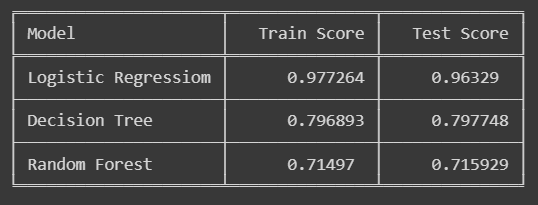 Model Train Score Test Score
Logistic Regressiom 0.977264 0.96329
Decision Tree 0.796893 0.797748
Random Forest 0.71497 0.715929